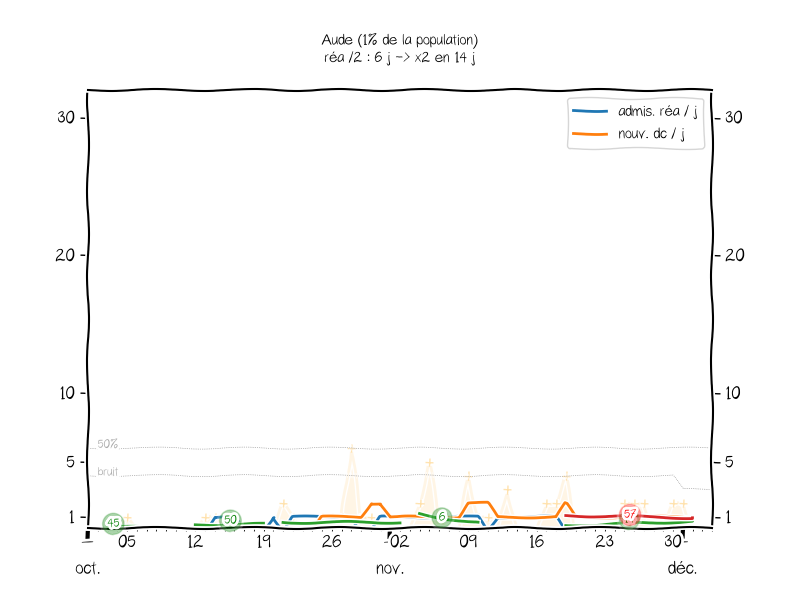 Aude (1% de la population)
réa /2 : 6 j -> x2 en 14 j
admis. réa / j
nouv. dc / j
30 30
20 20
10 10
50%
5 5
bruit
1 1
45 50 6 57
05 12 19 26 02 09 16 23 30
oct. nov. déc.